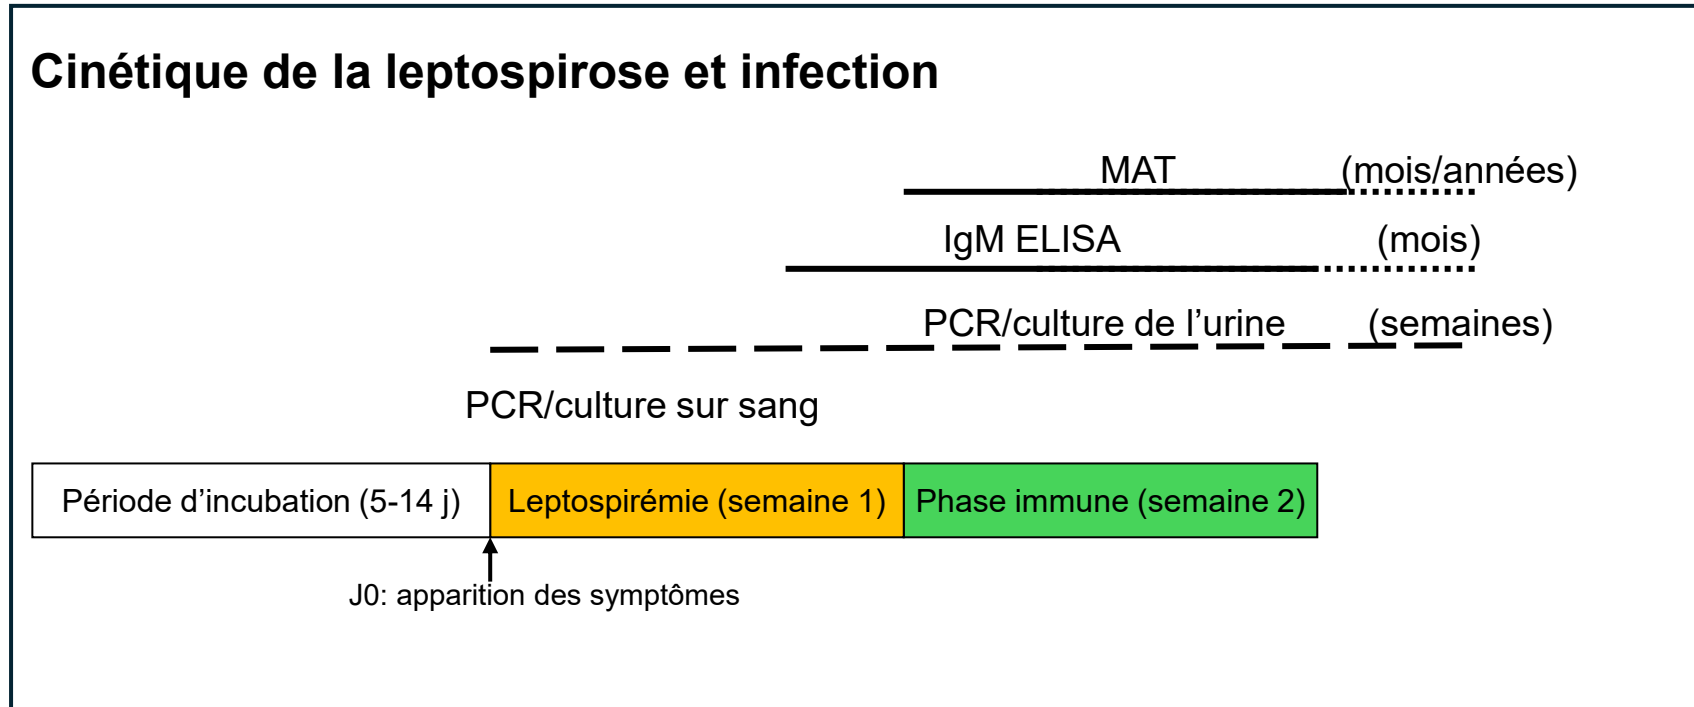 Cinétique de la leptospirose et infection
MAT (mois/années)
IgM ELISA (mois)
PCR/culture de l’urine (semaines)
PCR/culture sur sang
Période d’incubation (5-14 j) Leptospirémie (semaine 1) Phase immune (semaine 2)
J0: apparition des symptômes